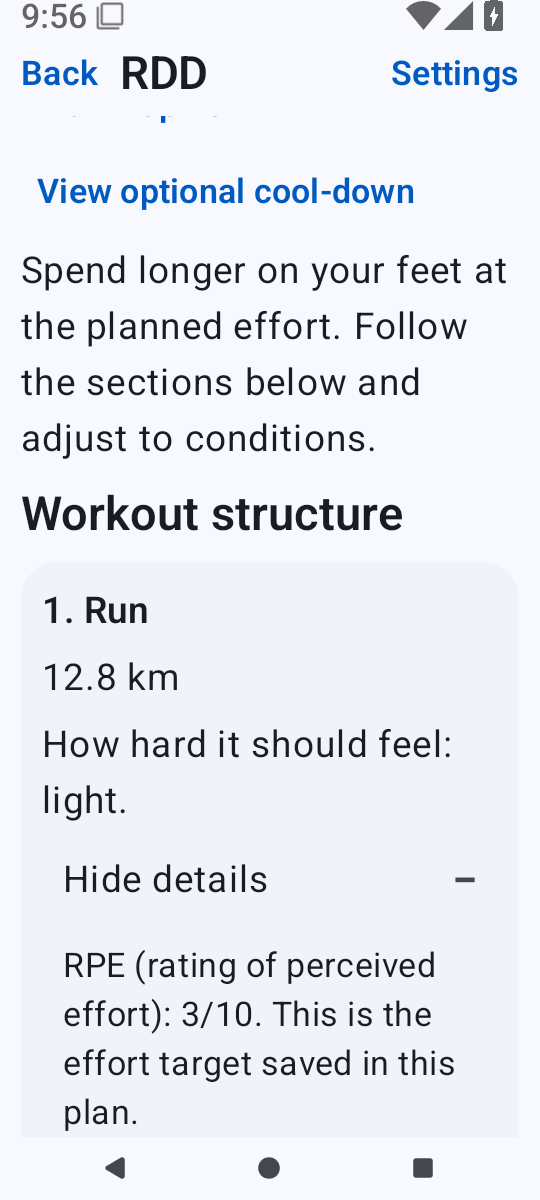 9:56
Back RDD Settings
View optional cool-down
Spend longer on your feet at
the planned effort. Follow
the sections below and
adjust to conditions.
Workout structure
1. Run
12.8 km
How hard it should feel:
light.
Hide details –
RPE (rating of perceived
effort): 3/10. This is the
effort target saved in this
plan.